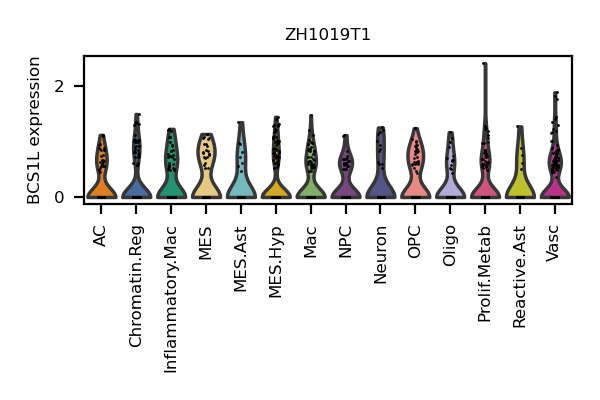 ZH1019T1
BCS1L expression
2
0
AC
Chromatin.Reg
Inflammatory.Mac
MES
MES.Ast
MES.Hyp
Mac
NPC
Neuron
OPC
Oligo
Prolif.Metab
Reactive.Ast
Vasc